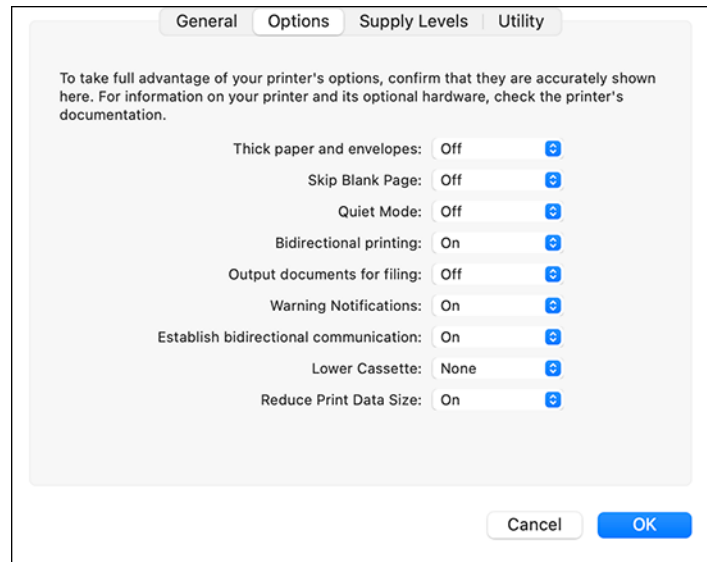 General Options Supply Levels Utility
To take full advantage of your printer's options, confirm that they are accurately shown
here. For information on your printer and its optional hardware, check the printer's
documentation.
Thick paper and envelopes: Off
Skip Blank Page: Off
Quiet Mode: Off
Bidirectional printing: On
Output documents for filing: Off
Warning Notifications: On
Establish bidirectional communication: On
Lower Cassette: None
Reduce Print Data Size: On
Cancel OK